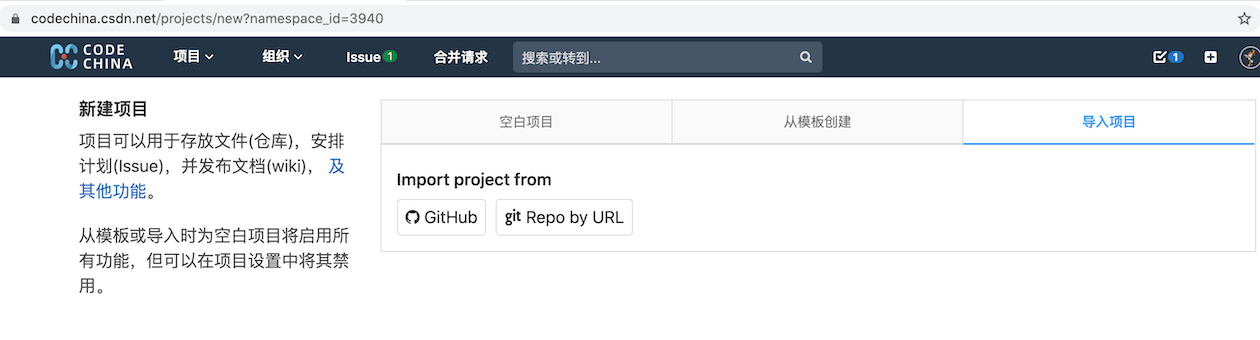 codechina.csdn.net/projects/new?namespace_id=3940
CODE
CHINA
项目
组织
Issue 1
合并请求
搜索或转到...
1
新建项目
项目可以用于存放文件(仓库)，安排
计划(Issue)，并发布文档(wiki)， 及
其他功能。
从模板或导入时为空白项目将启用所
有功能，但可以在项目设置中将其禁
用。
空白项目
从模板创建
导入项目
Import project from
GitHub
git Repo by URL